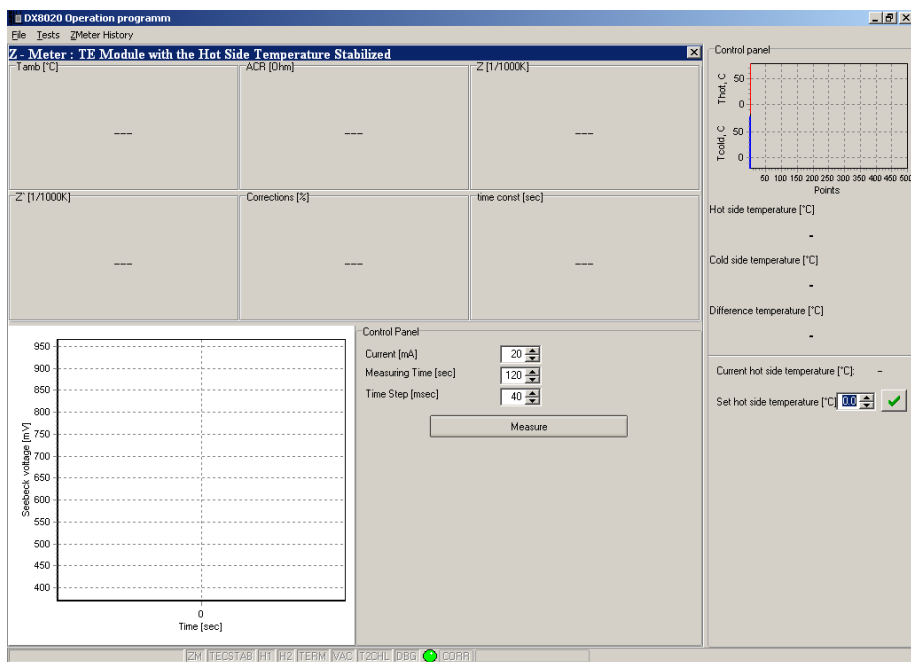 DX8020 Operation programm
File Tests ZMeter History
Z - Meter : TE Module with the Hot Side Temperature Stabilized
Tamb [°C]
ACR [Ohm]
Z [1/1000K]
---
---
---
Z` [1/1000K]
Corrections [%]
time const [sec]
---
---
---
Seebeck voltage [mV]
950
900
850
800
750
700
650
600
550
500
450
400
0
Time [sec]
Control Panel
Current [mA] 20
Measuring Time [sec] 120
Time Step [msec] 40
Measure
Control panel
Thot, C
50
0
Tcold, C
50
0
50 100 150 200 250 300 350 400 450 500
Points
Hot side temperature [°C]
-
Cold side temperature [°C]
-
Difference temperature [°C]
-
Current hot side temperature [°C]: -
Set hot side temperature [°C] 0.0
ZM TECSTAB H1 H2 TERM VAC T2CHL DBG CORR